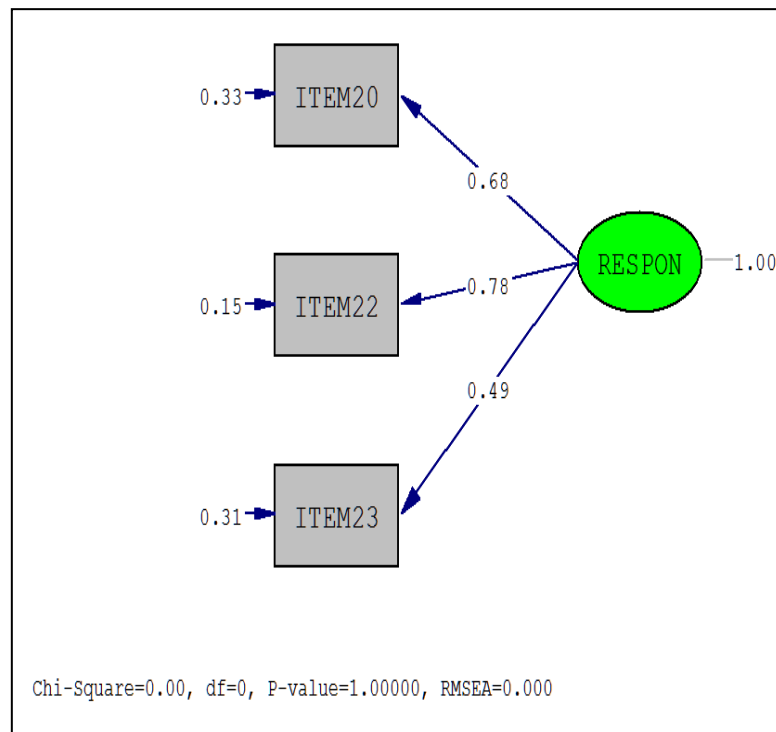 0.33
ITEM20
0.68
RESPON
1.00
0.78
0.15
ITEM22
0.49
0.31
ITEM23
Chi-Square=0.00, df=0, P-value=1.00000, RMSEA=0.000